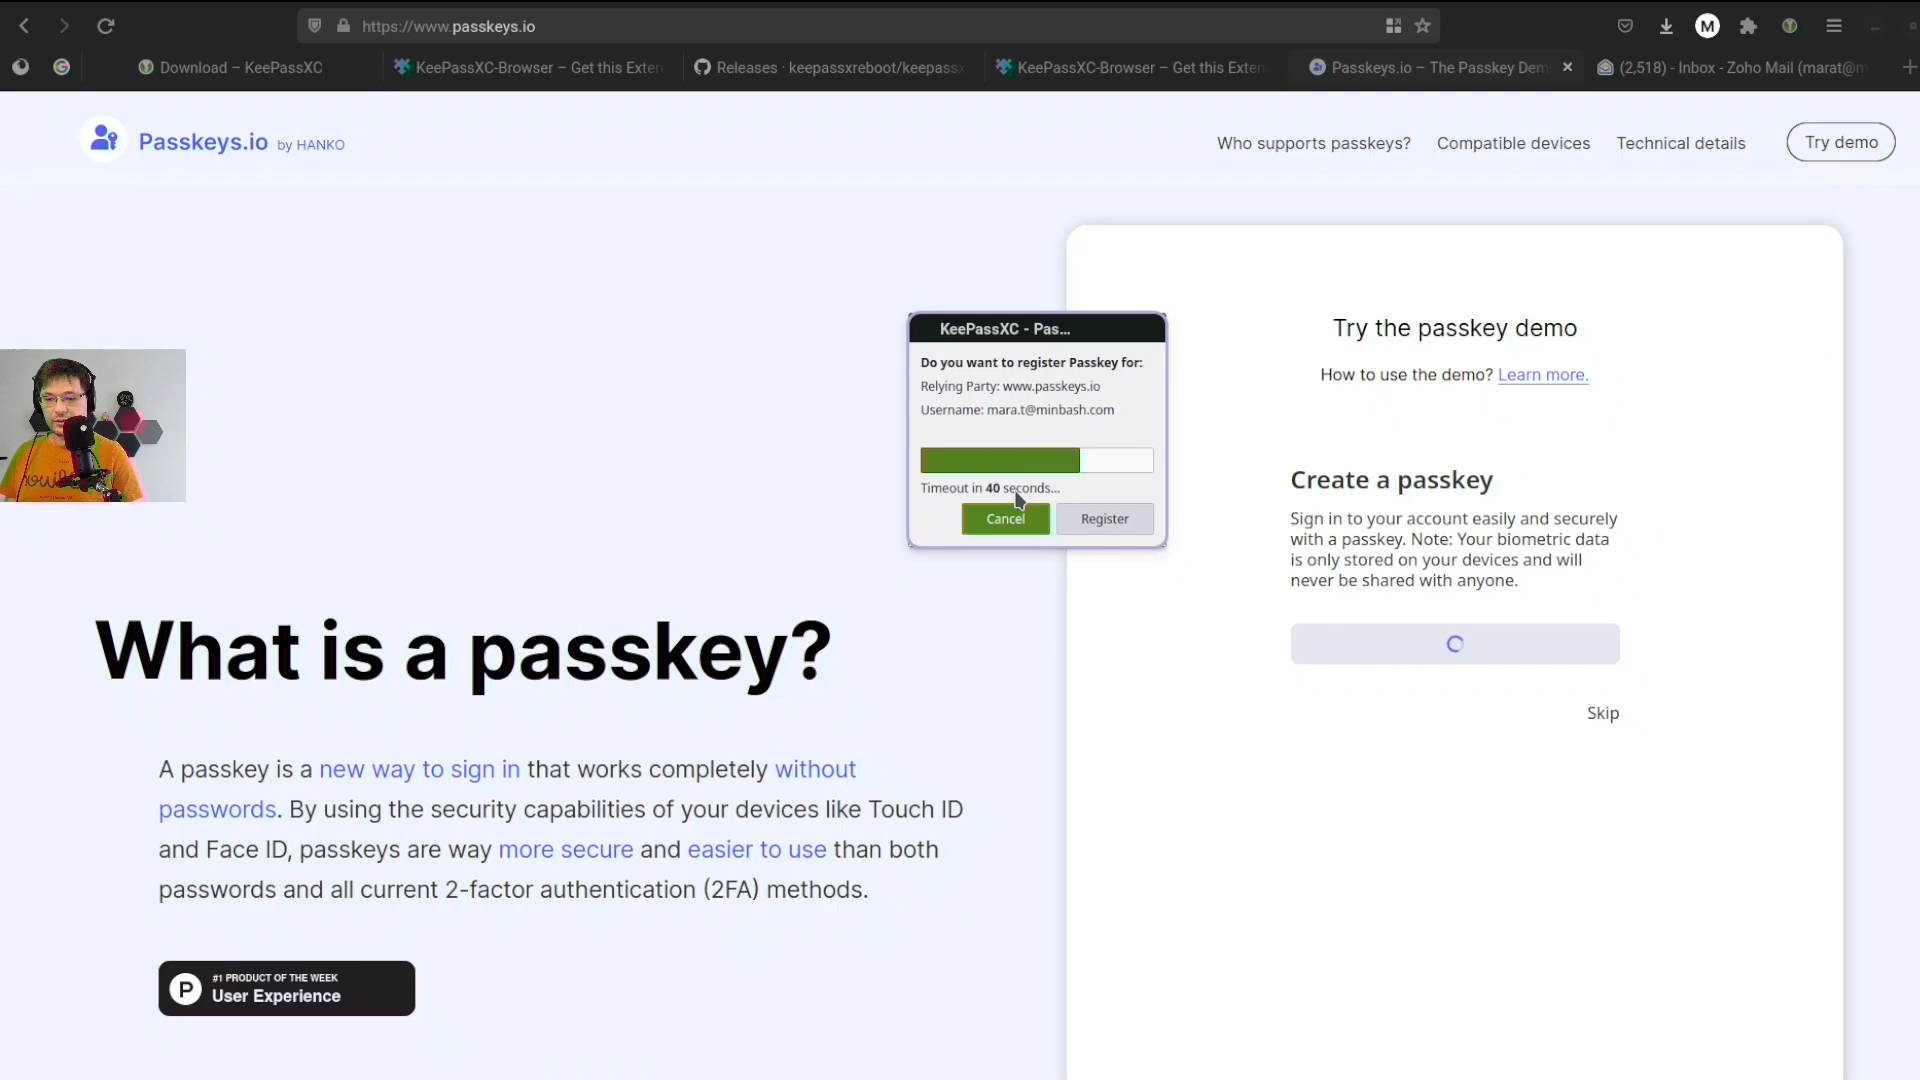 https://www.passkeys.io
M
Download – KeePassXC
KeePassXC-Browser – Get this Exten
Releases · keepassxreboot/keepassx
KeePassXC-Browser – Get this Exten
Passkeys.io – The Passkey Dem
(2,518) - Inbox - Zoho Mail (marat@m
Passkeys.io by HANKO
Who supports passkeys?
Compatible devices
Technical details
Try demo
KeePassXC - Pas...
Do you want to register Passkey for:
Relying Party: www.passkeys.io
Username: mara.t@minbash.com
Timeout in 40 seconds...
Cancel
Register
Try the passkey demo
How to use the demo? Learn more.
Create a passkey
Sign in to your account easily and securely
with a passkey. Note: Your biometric data
is only stored on your devices and will
never be shared with anyone.
Skip
What is a passkey?
A passkey is a new way to sign in that works completely without
passwords. By using the security capabilities of your devices like Touch ID
and Face ID, passkeys are way more secure and easier to use than both
passwords and all current 2-factor authentication (2FA) methods.
P
#1 PRODUCT OF THE WEEK
User Experience